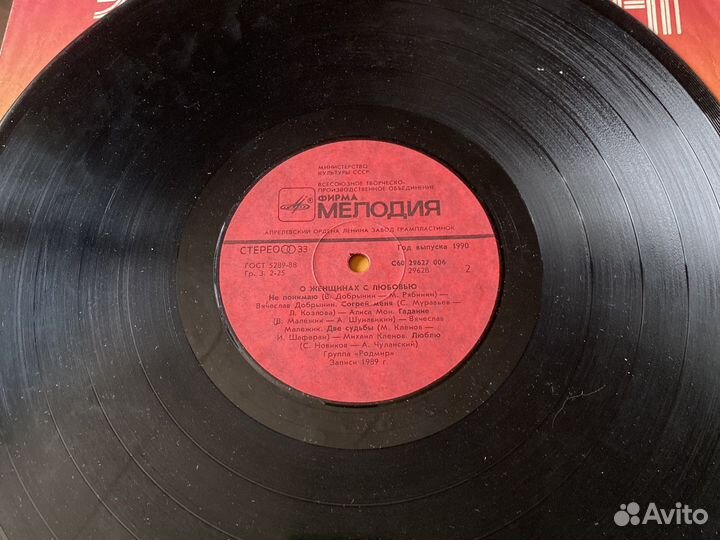 МИНИСТЕРСТВО
КУЛЬТУРЫ СССР
ВСЕСОЮЗНОЕ ТВОРЧЕСКО-
ПРОИЗВОДСТВЕННОЕ ОБЪЕДИНЕНИЕ
ФИРМА
МЕЛОДИЯ
АПРЕЛЕВСКИЙ ОРДЕНА ЛЕНИНА ЗАВОД ГРАМПЛАСТИНОК
СТЕРЕО 33
Год выпуска 1990
ГОСТ 5289-88
Гр. 3. 2-25
С60 29627 006
29628
2
О ЖЕНЩИНАХ С ЛЮБОВЬЮ
Не понимаю (В. Добрынин — М. Рябинин) —
Вячеслав Добрынин. Согрей меня (С. Муравьев —
Л. Козлова) — Алиса Мон. Гадание
(В. Малежик — А. Шунявикин) — Вячеслав
Малежик. Две судьбы (М. Кленов —
И. Шаферан) — Михаил Кленов. Люблю
(С. Новиков — А. Чуланский)
Группа «Родмир»
Записи 1989 г.
Avito